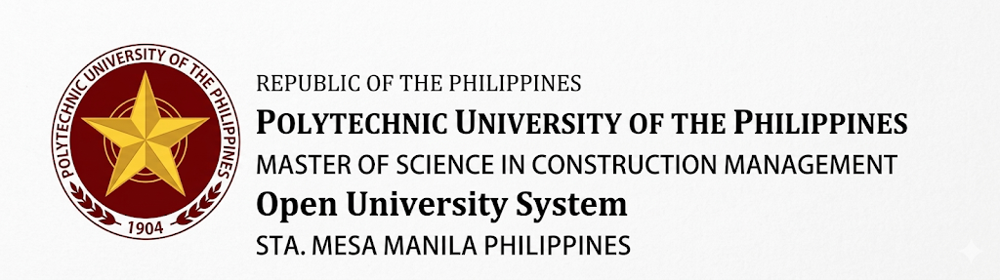 POLYTECHNIC UNIVERSITY OF THE PHILIPPINES
1904
REPUBLIC OF THE PHILIPPINES
POLYTECHNIC UNIVERSITY OF THE PHILIPPINES
MASTER OF SCIENCE IN CONSTRUCTION MANAGEMENT
Open University System
STA. MESA MANILA PHILIPPINES